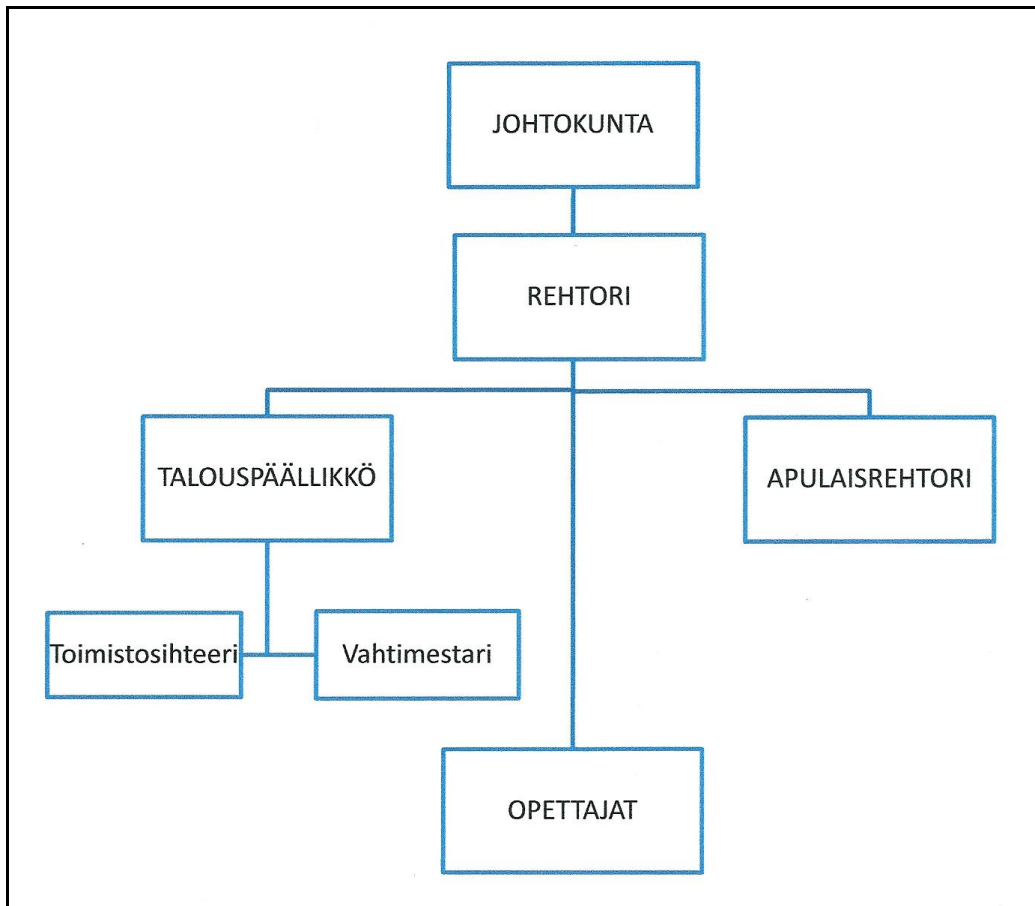 JOHTOKUNTA
REHTORI
TALOUSPÄÄLLIKKÖ
APULAISREHTORI
Toimistosihteeri
Vahtimestari
OPETTAJAT